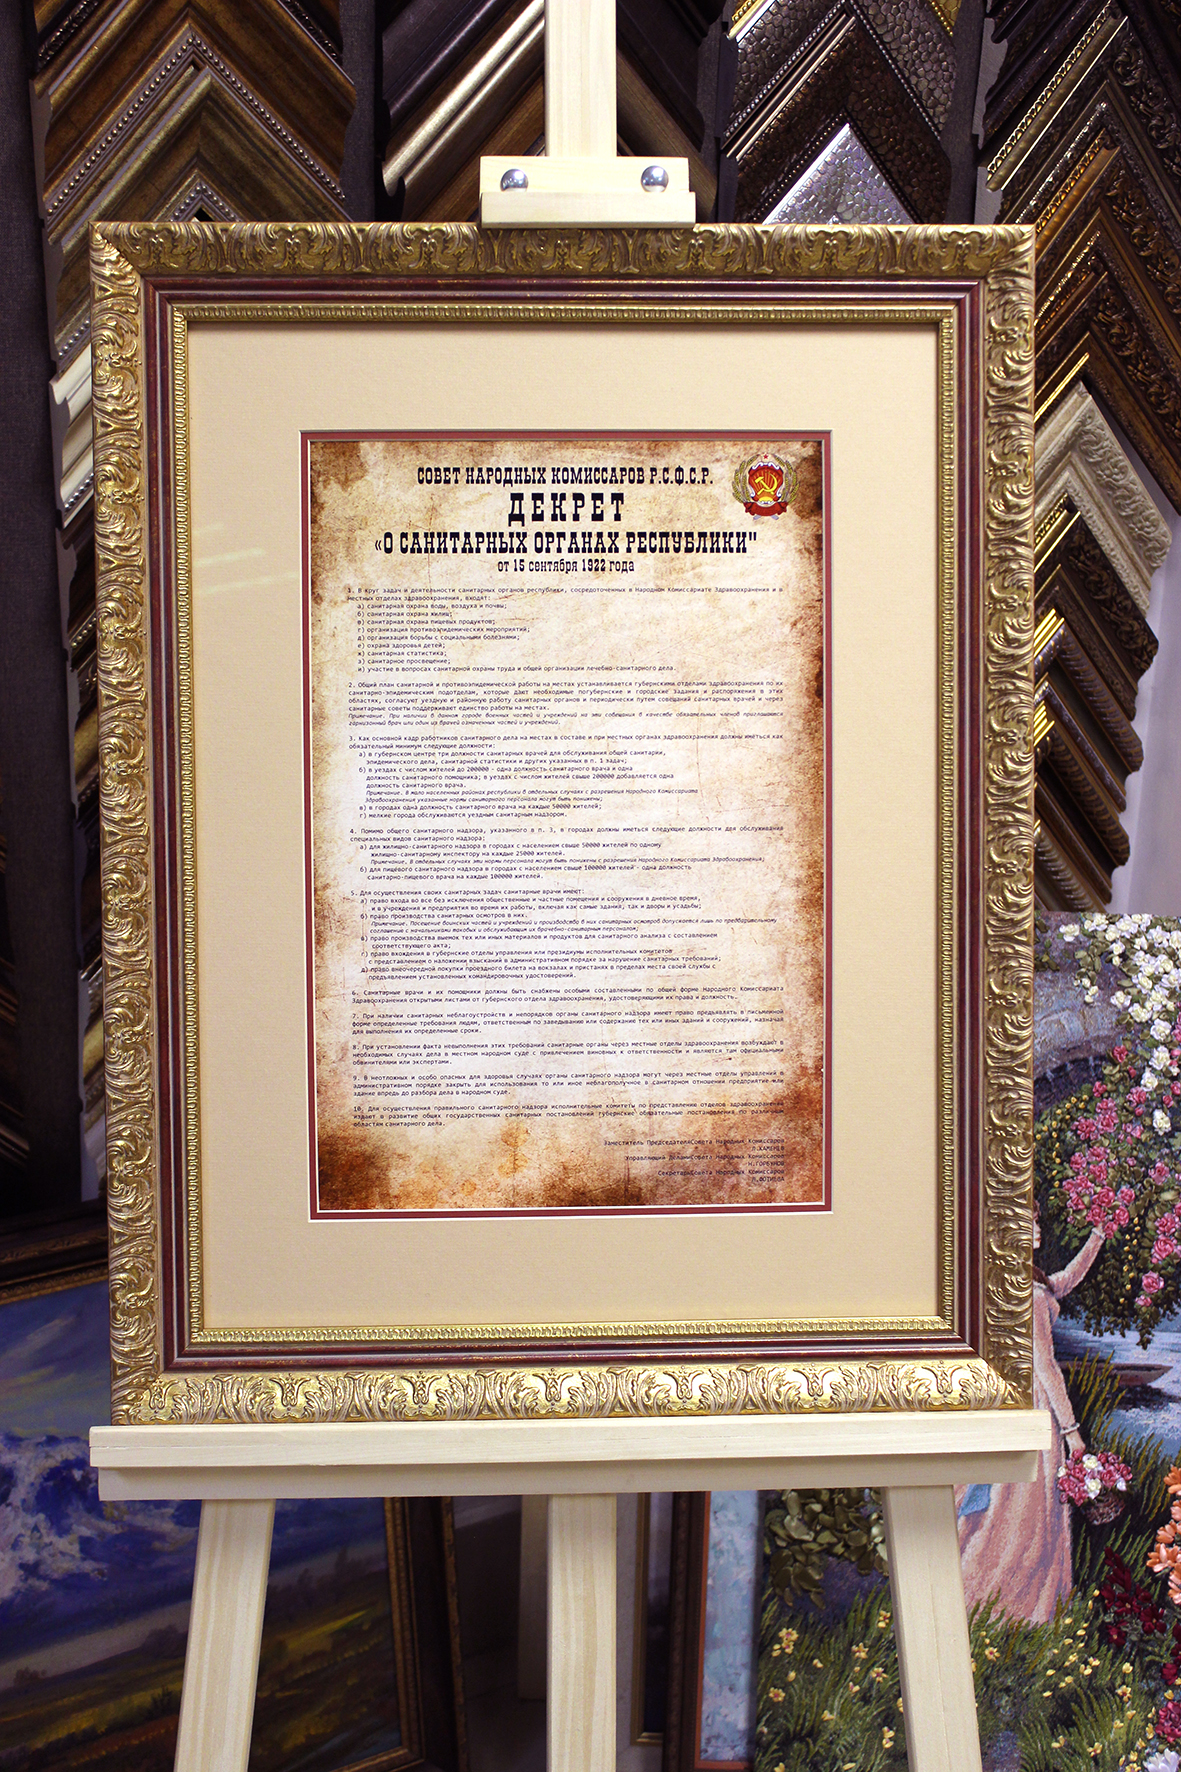 СОВЕТ НАРОДНЫХ КОМИССАРОВ Р.С.Ф.С.Р.
ДЕКРЕТ
«О САНИТАРНЫХ ОРГАНАХ РЕСПУБЛИКИ"
от 15 сентября 1922 года
1. В круг задач и деятельности санитарных органов республики, сосредоточенных в Народном Комиссариате Здравоохранения и в
местных отделах здравоохранения, входят:
а) санитарная охрана воды, воздуха и почвы;
б) санитарная охрана жилищ;
в) санитарная охрана пищевых продуктов;
г) организация противоэпидемических мероприятий;
д) организация борьбы с социальными болезнями;
е) охрана здоровья детей;
ж) санитарная статистика;
з) санитарное просвещение;
и) участие в вопросах санитарной охраны труда и общей организации лечебно-санитарного дела.
2. Общий план санитарной и противоэпидемической работы на местах устанавливается губернскими отделами здравоохранения по их
санитарно-эпидемическим подотделам, которые дают необходимые погубернские и городские задания и распоряжения в этих
областях, согласуют уездную и районную работу санитарных органов и периодически путем совещаний санитарных врачей и через
санитарные советы поддерживают единство работы на местах.
Примечание. При наличии в данном городе военных частей и учреждений на эти совещания в качестве обязательных членов приглашаются
гарнизонный врач или один из врачей означенных частей и учреждений.
3. Как основной кадр работников санитарного дела на местах в составе и при местных органах здравоохранения должны иметься как
обязательный минимум следующие должности:
а) в губернском центре три должности санитарных врачей для обслуживания общей санитарии,
эпидемического дела, санитарной статистики и других указанных в п. 1 задач;
б) в уездах с числом жителей до 200000 - одна должность санитарного врача и одна
должность санитарного помощника; в уездах с числом жителей свыше 200000 добавляется одна
должность санитарного врача.
Примечание. В мало населенных районах республики в отдельных случаях с разрешения Народного Комиссариата
Здравоохранения указанные нормы санитарного персонала могут быть понижены;
в) в городах одна должность санитарного врача на каждые 50000 жителей;
г) мелкие города обслуживаются уездным санитарным надзором.
4. Помимо общего санитарного надзора, указанного в п. 3, в городах должны иметься следующие должности для обслуживания
специальных видов санитарного надзора:
а) для жилищно-санитарного надзора в городах с населением свыше 50000 жителей по одному
жилищно-санитарному инспектору на каждые 25000 жителей.
Примечание. В отдельных случаях эти нормы персонала могут быть понижены с разрешения Народного Комиссариата Здравоохранения;
б) для пищевого санитарного надзора в городах с населением свыше 100000 жителей - одна должность
санитарно-пищевого врача на каждые 100000 жителей.
5. Для осуществления своих санитарных задач санитарные врачи имеют:
а) право входа во все без исключения общественные и частные помещения и сооружения в дневное время,
и в учреждения и предприятия во время их работы, включая как самые здания, так и дворы и усадьбы;
б) право производства санитарных осмотров в них.
Примечание. Посещение воинских частей и учреждений и производство в них санитарных осмотров допускается лишь по предварительному
соглашению с начальниками таковых и обслуживающим их врачебно-санитарным персоналом;
в) право производства выемок тех или иных материалов и продуктов для санитарного анализа с составлением
соответствующего акта;
г) право вхождения в губернские отделы управления или президиумы исполнительных комитетов
с представлением о наложении взысканий в административном порядке за нарушение санитарных требований;
д) право внеочередной покупки проездного билета на вокзалах и пристанях в пределах места своей службы с
предъявлением установленных командировочных удостоверений.
6. Санитарные врачи и их помощники должны быть снабжены особыми составленными по общей форме Народного Комиссариата
Здравоохранения открытыми листами от губернского отдела здравоохранения, удостоверяющими их права и должность.
7. При наличии санитарных неблагоустройств и непорядков органы санитарного надзора имеют право предъявлять в письменной
форме определенные требования людям, ответственным по заведыванию или содержанию тех или иных зданий и сооружений, назначая
для выполнения их определенные сроки.
8. При установлении факта невыполнения этих требований санитарные органы через местные отделы здравоохранения возбуждают в
необходимых случаях дела в местном народном суде с привлечением виновных к ответственности и являются там официальными
обвинителями или экспертами.
9. В неотложных и особо опасных для здоровья случаях органы санитарного надзора могут через местные отделы управления в
административном порядке закрыть для использования то или иное неблагополучное в санитарном отношении предприятие или
здание впредь до разбора дела в народном суде.
10. Для осуществления правильного санитарного надзора исполнительные комитеты по представлению отделов здравоохранения
издают в развитие общих государственных санитарных постановлений губернские обязательные постановления по различным
областям санитарного дела.
Заместитель ПредседателяСовета Народных Комиссаров
Л.КАМЕНЕВ
Управляющий ДеламиСовета Народных Комиссаров
Н.ГОРБУНОВ
СекретарьСовета Народных Комиссаров
Л.ФОТИЕВА